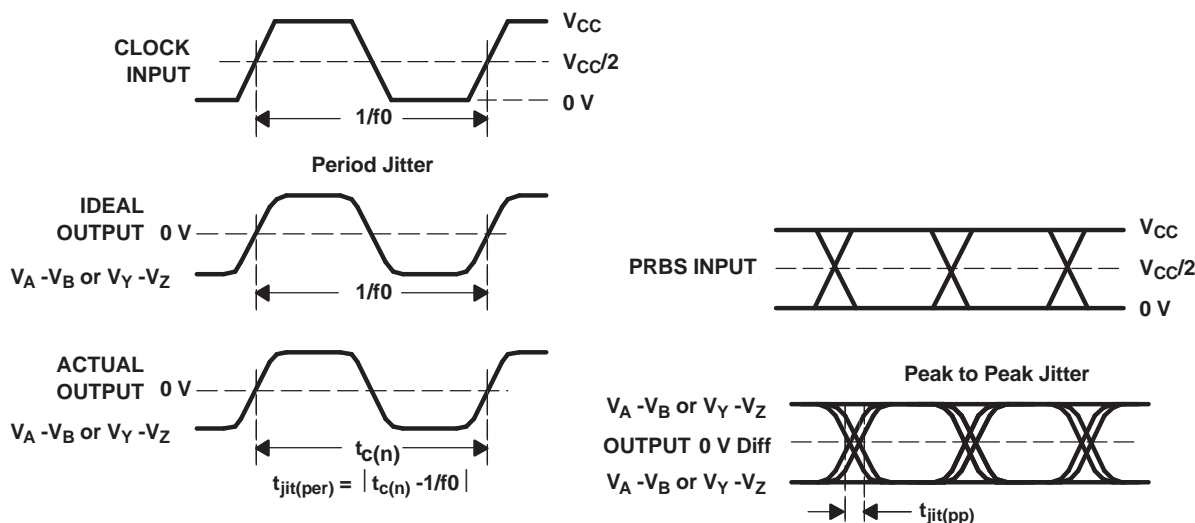 CLOCK
INPUT
VCC
VCC/2
0 V
1/f0
Period Jitter
IDEAL
OUTPUT 0 V
VA -VB or VY -VZ
1/f0
ACTUAL
OUTPUT 0 V
VA -VB or VY -VZ
tc(n)
tjit(per) = | tc(n) -1/f0 |
PRBS INPUT
VCC
VCC/2
0 V
Peak to Peak Jitter
VA -VB or VY -VZ
OUTPUT 0 V Diff
VA -VB or VY -VZ
tjit(pp)